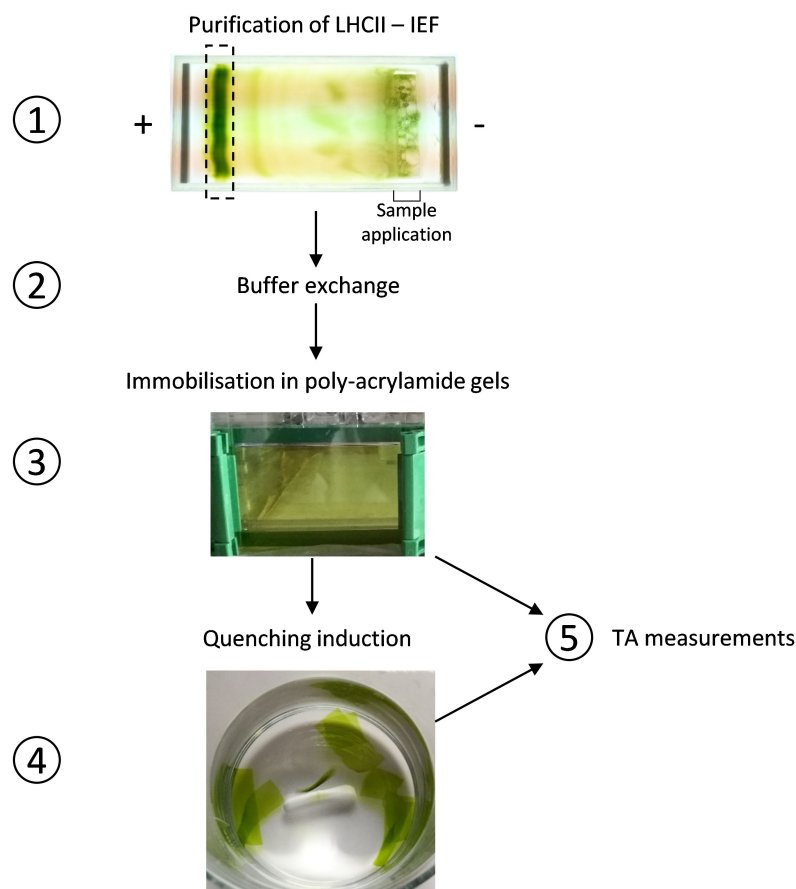 Purification of LHCII – IEF
1
+
-
Sample
application
2
Buffer exchange
Immobilisation in poly-acrylamide gels
3
Quenching induction
5 TA measurements
4